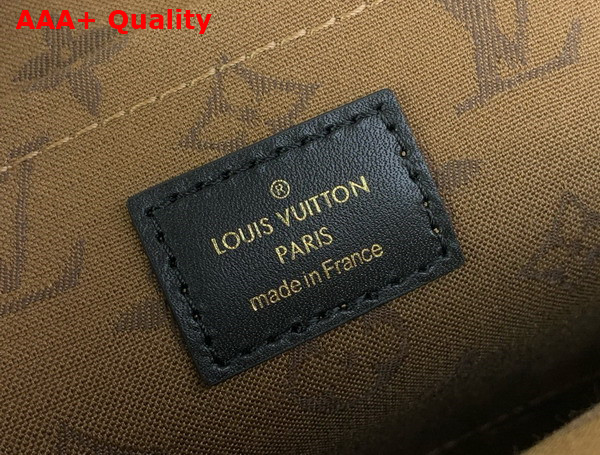 AAA+ Quality
®
LOUIS VUITTON
PARIS
made in France